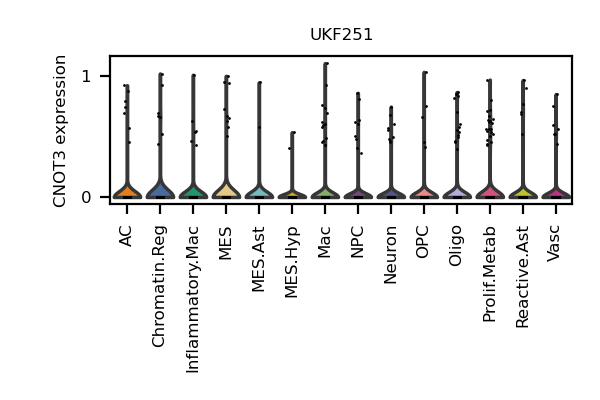 UKF251
CNOT3 expression
1
0
AC
Chromatin.Reg
Inflammatory.Mac
MES
MES.Ast
MES.Hyp
Mac
NPC
Neuron
OPC
Oligo
Prolif.Metab
Reactive.Ast
Vasc